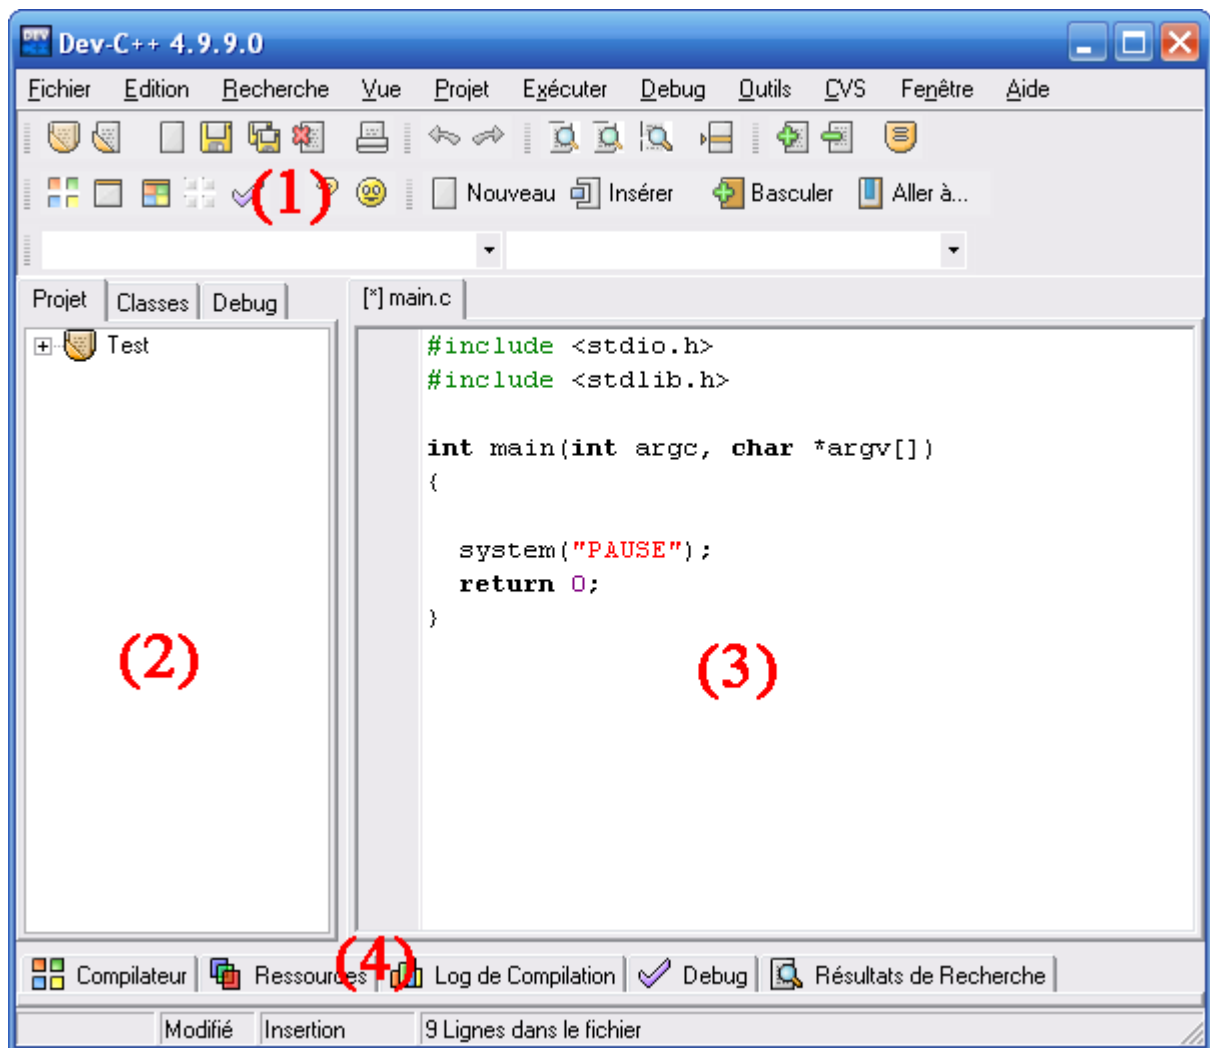 Dev-C++ 4.9.9.0
Fichier Edition Recherche Vue Projet Exécuter Debug Outils CVS Fenêtre Aide
(1) Nouveau Insérer Basculer Aller à...
Projet Classes Debug [*] main.c
Test
#include <stdio.h>
#include <stdlib.h>
int main(int argc, char *argv[])
{
system("PAUSE");
return 0;
}
(2) (3)
(4)
Compilateur Ressources Log de Compilation Debug Résultats de Recherche
Modifié Insertion 9 Lignes dans le fichier